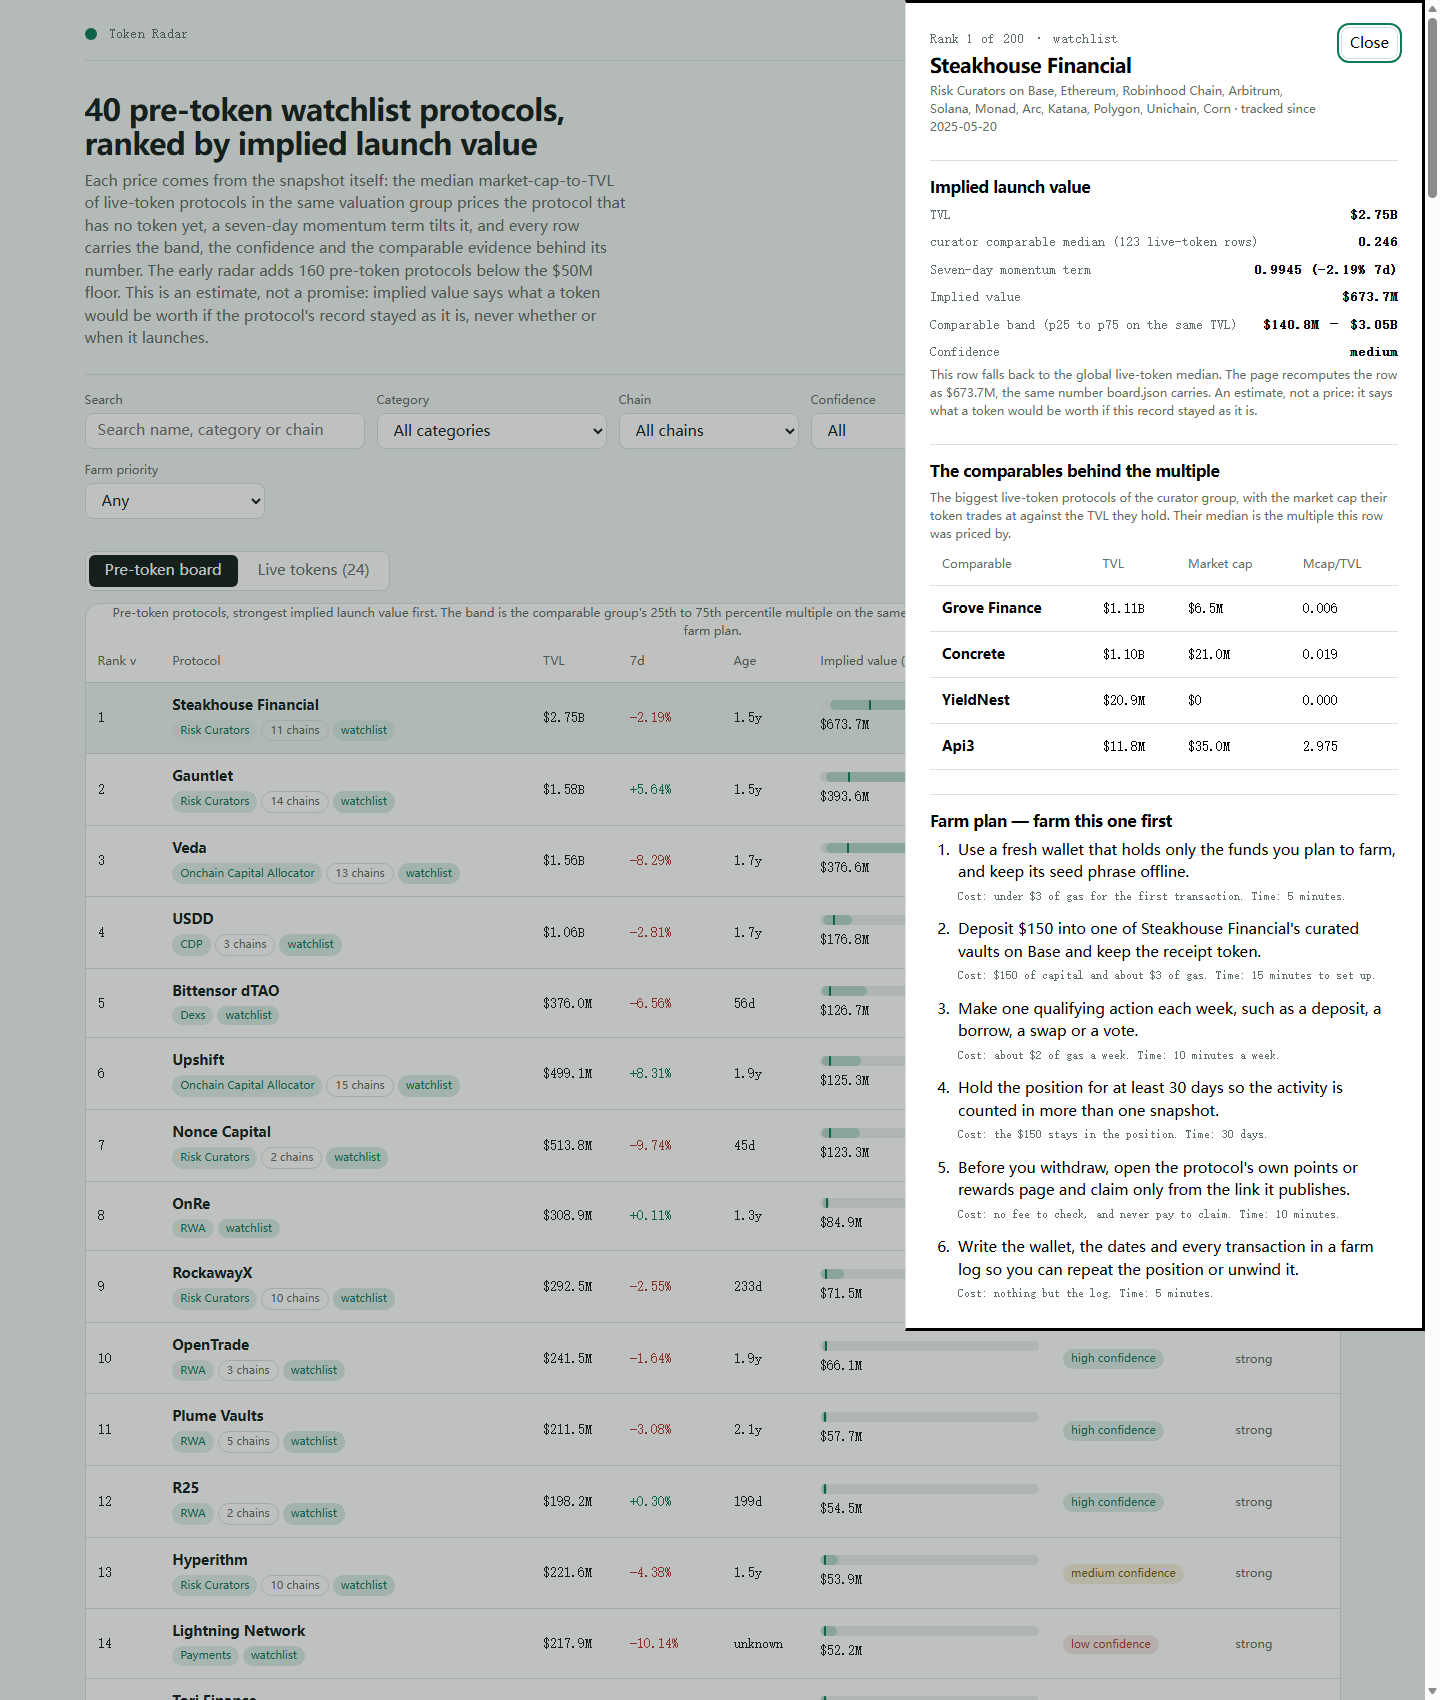 Token Radar
40 pre-token watchlist protocols,
ranked by implied launch value
Each price comes from the snapshot itself: the median market-cap-to-TVL
of live-token protocols in the same valuation group prices the protocol that
has no token yet, a seven-day momentum term tilts it, and every row
carries the band, the confidence and the comparable evidence behind its
number. The early radar adds 160 pre-token protocols below the $50M
floor. This is an estimate, not a promise: implied value says what a token
would be worth if the protocol's record stayed as it is, never whether or
when it launches.
Search Category Chain Confidence
Search name, category or chain All categories All chains All
Farm priority
Any
Pre-token board Live tokens (24)
Pre-token protocols, strongest implied launch value first. The band is the comparable group's 25th to 75th percentile multiple on the same
farm plan.
Rank v Protocol TVL 7d Age Implied value (
1 Steakhouse Financial $2.75B −2.19% 1.5y $673.7M
Risk Curators 11 chains watchlist
2 Gauntlet $1.58B +5.64% 1.5y $393.6M
Risk Curators 14 chains watchlist
3 Veda $1.56B −8.29% 1.7y $376.6M
Onchain Capital Allocator 13 chains watchlist
4 USDD $1.06B −2.81% 1.7y $176.8M
CDP 3 chains watchlist
5 Bittensor dTAO $376.0M −6.56% 56d $126.7M
Dexs watchlist
6 Upshift $499.1M +8.31% 1.9y $125.3M
Onchain Capital Allocator 15 chains watchlist
7 Nonce Capital $513.8M −9.74% 45d $123.3M
Risk Curators 2 chains watchlist
8 OnRe $308.9M +0.11% 1.3y $84.9M
RWA watchlist
9 RockawayX $292.5M −2.55% 233d $71.5M
Risk Curators 10 chains watchlist
10 OpenTrade $241.5M −1.64% 1.9y $66.1M high confidence strong
RWA 3 chains watchlist
11 Plume Vaults $211.5M −3.08% 2.1y $57.7M high confidence strong
RWA 5 chains watchlist
12 R25 $198.2M +0.30% 199d $54.5M high confidence strong
RWA 2 chains watchlist
13 Hyperithm $221.6M −4.38% 1.5y $53.9M medium confidence strong
Risk Curators 10 chains watchlist
14 Lightning Network $217.9M −10.14% unknown $52.2M low confidence strong
Payments watchlist
Tori Finance
Rank 1 of 200 · watchlist
Close
Steakhouse Financial
Risk Curators on Base, Ethereum, Robinhood Chain, Arbitrum,
Solana, Monad, Arc, Katana, Polygon, Unichain, Corn · tracked since
2025-05-20
Implied launch value
TVL $2.75B
curator comparable median (123 live-token rows) 0.246
Seven-day momentum term 0.9945 (−2.19% 7d)
Implied value $673.7M
Comparable band (p25 to p75 on the same TVL) $140.8M – $3.05B
Confidence medium
This row falls back to the global live-token median. The page recomputes the row
as $673.7M, the same number board.json carries. An estimate, not a price: it says
what a token would be worth if this record stayed as it is.
The comparables behind the multiple
The biggest live-token protocols of the curator group, with the market cap their
token trades at against the TVL they hold. Their median is the multiple this row
was priced by.
Comparable TVL Market cap Mcap/TVL
Grove Finance $1.11B $6.5M 0.006
Concrete $1.10B $21.0M 0.019
YieldNest $20.9M $0 0.000
Api3 $11.8M $35.0M 2.975
Farm plan — farm this one first
1. Use a fresh wallet that holds only the funds you plan to farm,
and keep its seed phrase offline.
Cost: under $3 of gas for the first transaction. Time: 5 minutes.
2. Deposit $150 into one of Steakhouse Financial's curated
vaults on Base and keep the receipt token.
Cost: $150 of capital and about $3 of gas. Time: 15 minutes to set up.
3. Make one qualifying action each week, such as a deposit, a
borrow, a swap or a vote.
Cost: about $2 of gas a week. Time: 10 minutes a week.
4. Hold the position for at least 30 days so the activity is
counted in more than one snapshot.
Cost: the $150 stays in the position. Time: 30 days.
5. Before you withdraw, open the protocol's own points or
rewards page and claim only from the link it publishes.
Cost: no fee to check, and never pay to claim. Time: 10 minutes.
6. Write the wallet, the dates and every transaction in a farm
log so you can repeat the position or unwind it.
Cost: nothing but the log. Time: 5 minutes.